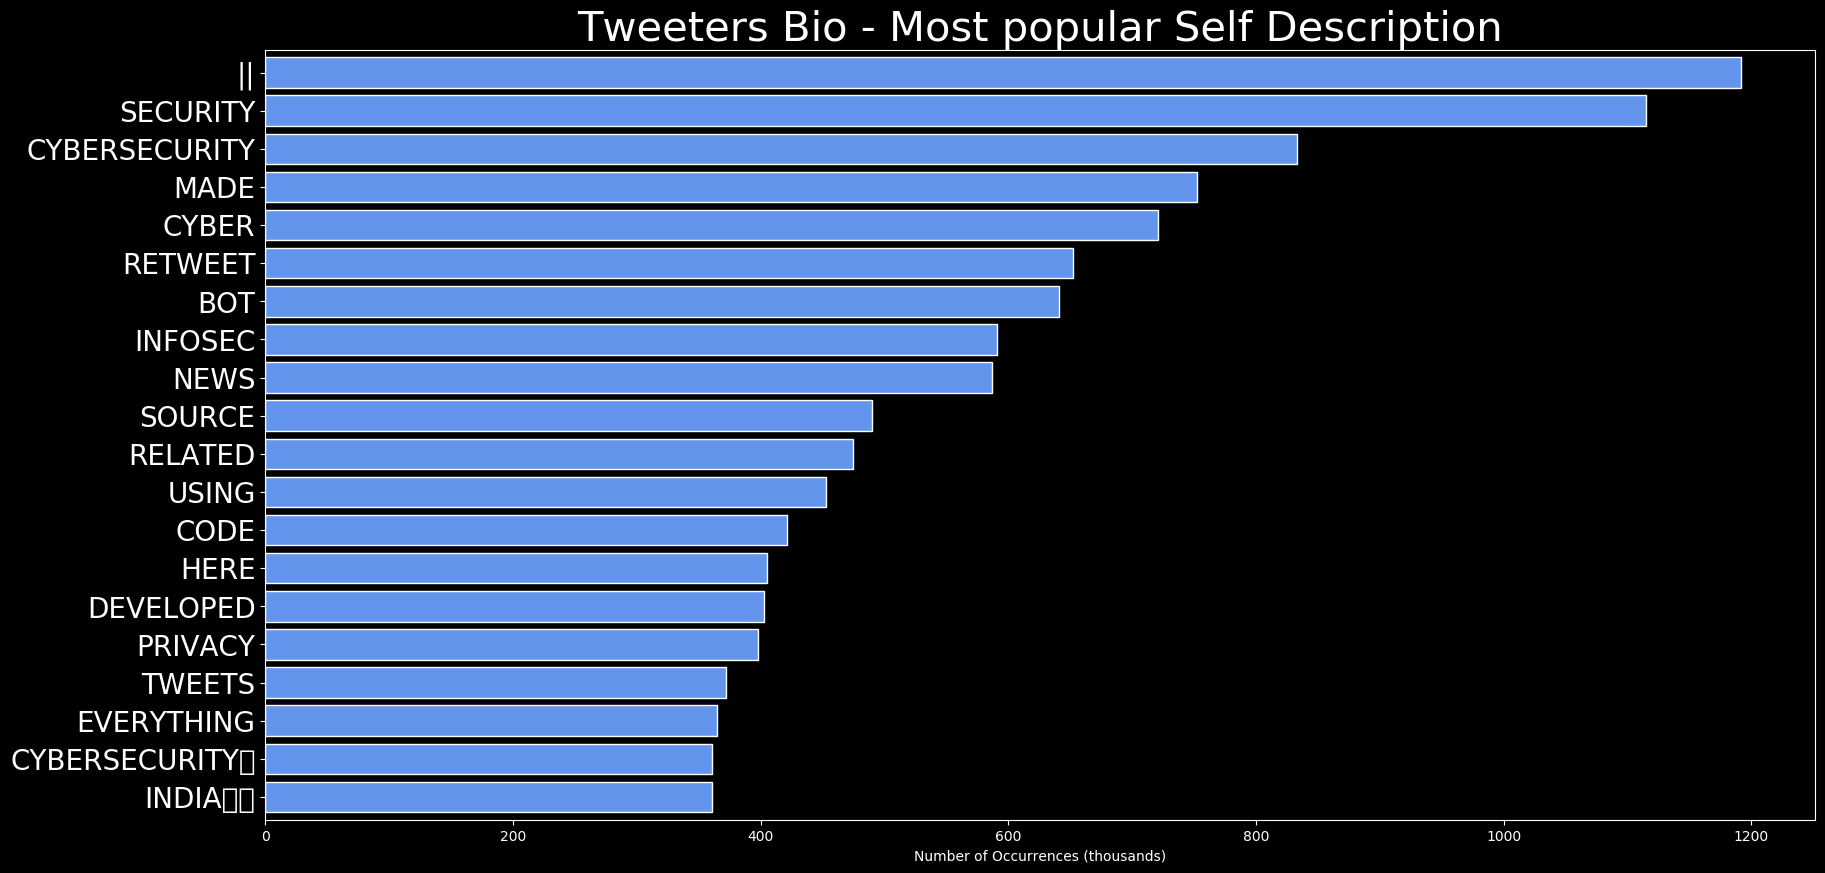 Tweeters Bio - Most popular Self Description
||
SECURITY
CYBERSECURITY
MADE
CYBER
RETWEET
BOT
INFOSEC
NEWS
SOURCE
RELATED
USING
CODE
HERE
DEVELOPED
PRIVACY
TWEETS
EVERYTHING
CYBERSECURITY▯
INDIA▯▯
0 200 400 600 800 1000 1200
Number of Occurrences (thousands)